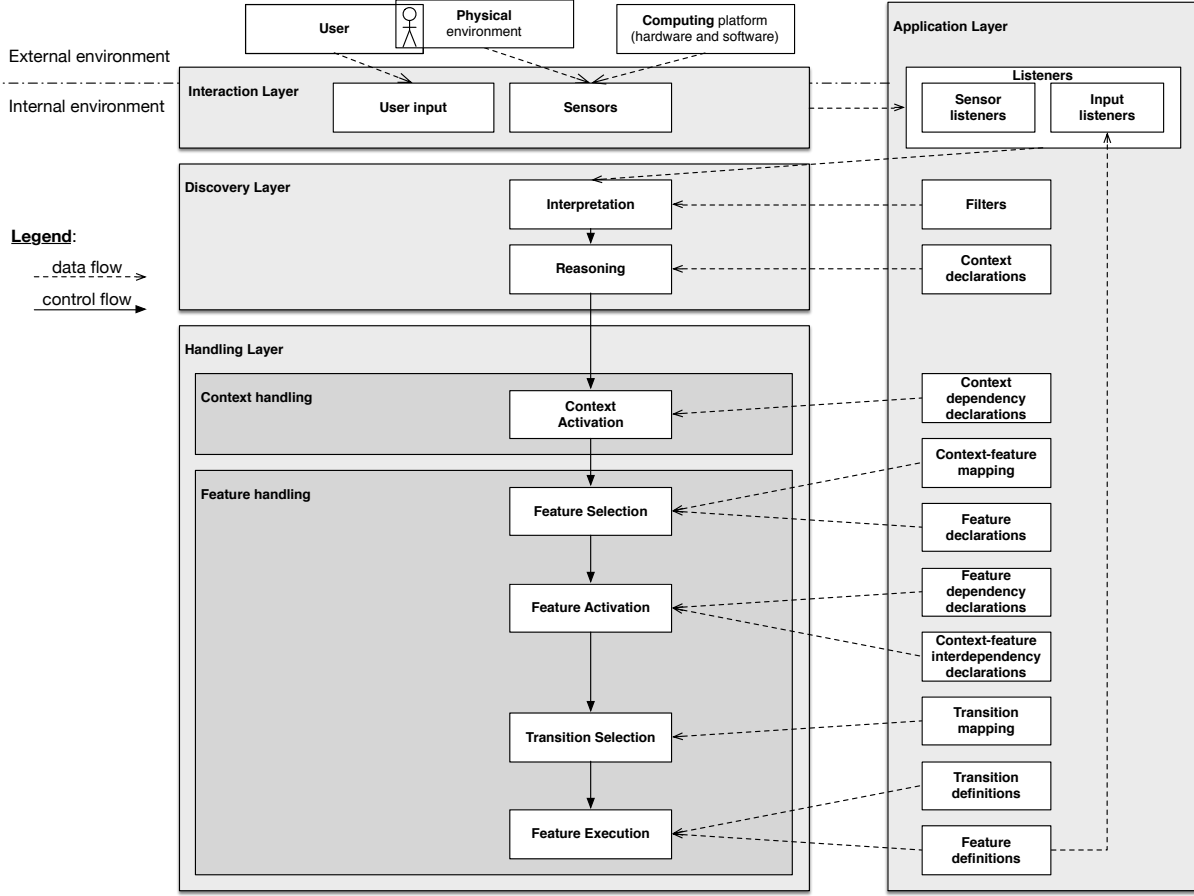 User
Physical
environment
Computing platform
(hardware and software)
Application Layer
External environment
Internal environment
Interaction Layer
User input
Sensors
Listeners
Sensor
listeners
Input
listeners
Discovery Layer
Interpretation
Filters
Legend:
data flow
control flow
Reasoning
Context
declarations
Handling Layer
Context handling
Context
Activation
Context
dependency
declarations
Context-feature
mapping
Feature handling
Feature Selection
Feature
declarations
Feature Activation
Feature
dependency
declarations
Context-feature
interdependency
declarations
Transition Selection
Transition
mapping
Transition
definitions
Feature Execution
Feature
definitions